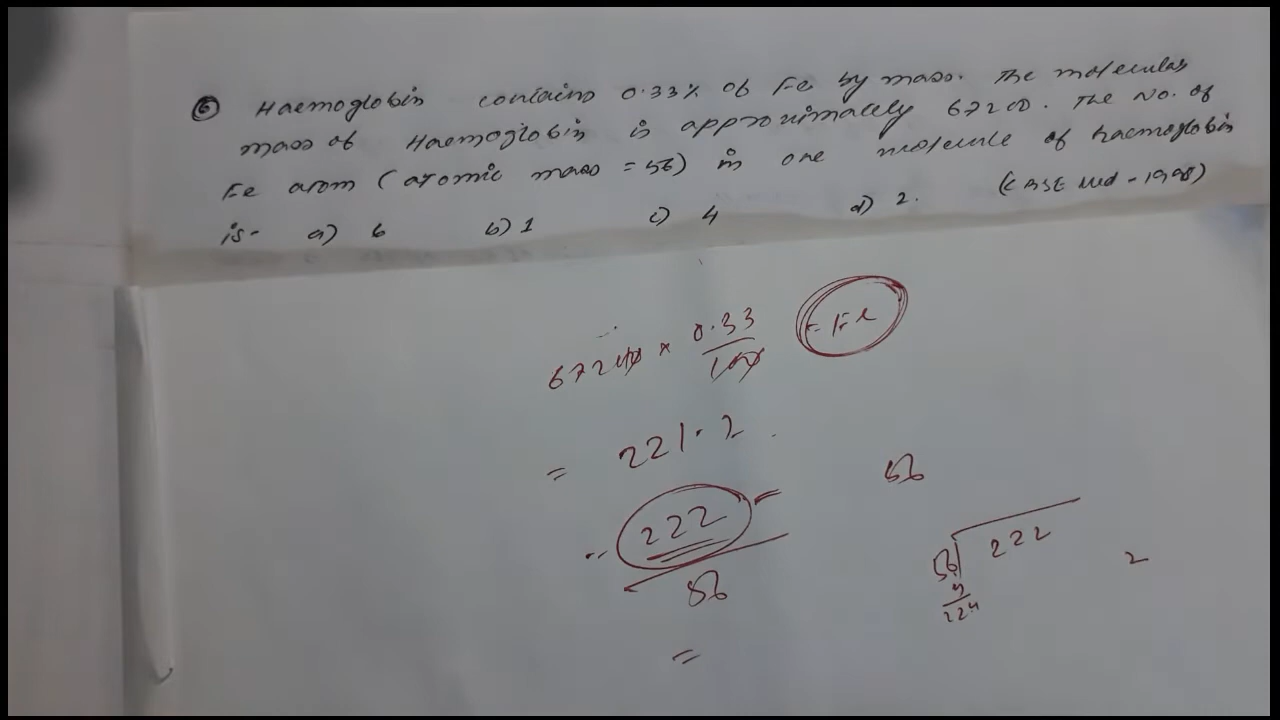 ⑥ Haemoglobin contains 0.33% of Fe by mass. The molecular
mass of Haemoglobin is approximately 67200. The No. of
Fe atom (atomic mass = 56) in one molecule of haemoglobin
is- a) 6 b) 1 c) 4 d) 2. (CBSE Med - 1998)
67200 × 0.33/100 = Fe
= 221.2
56
222
56
56 222
4
224
2
=